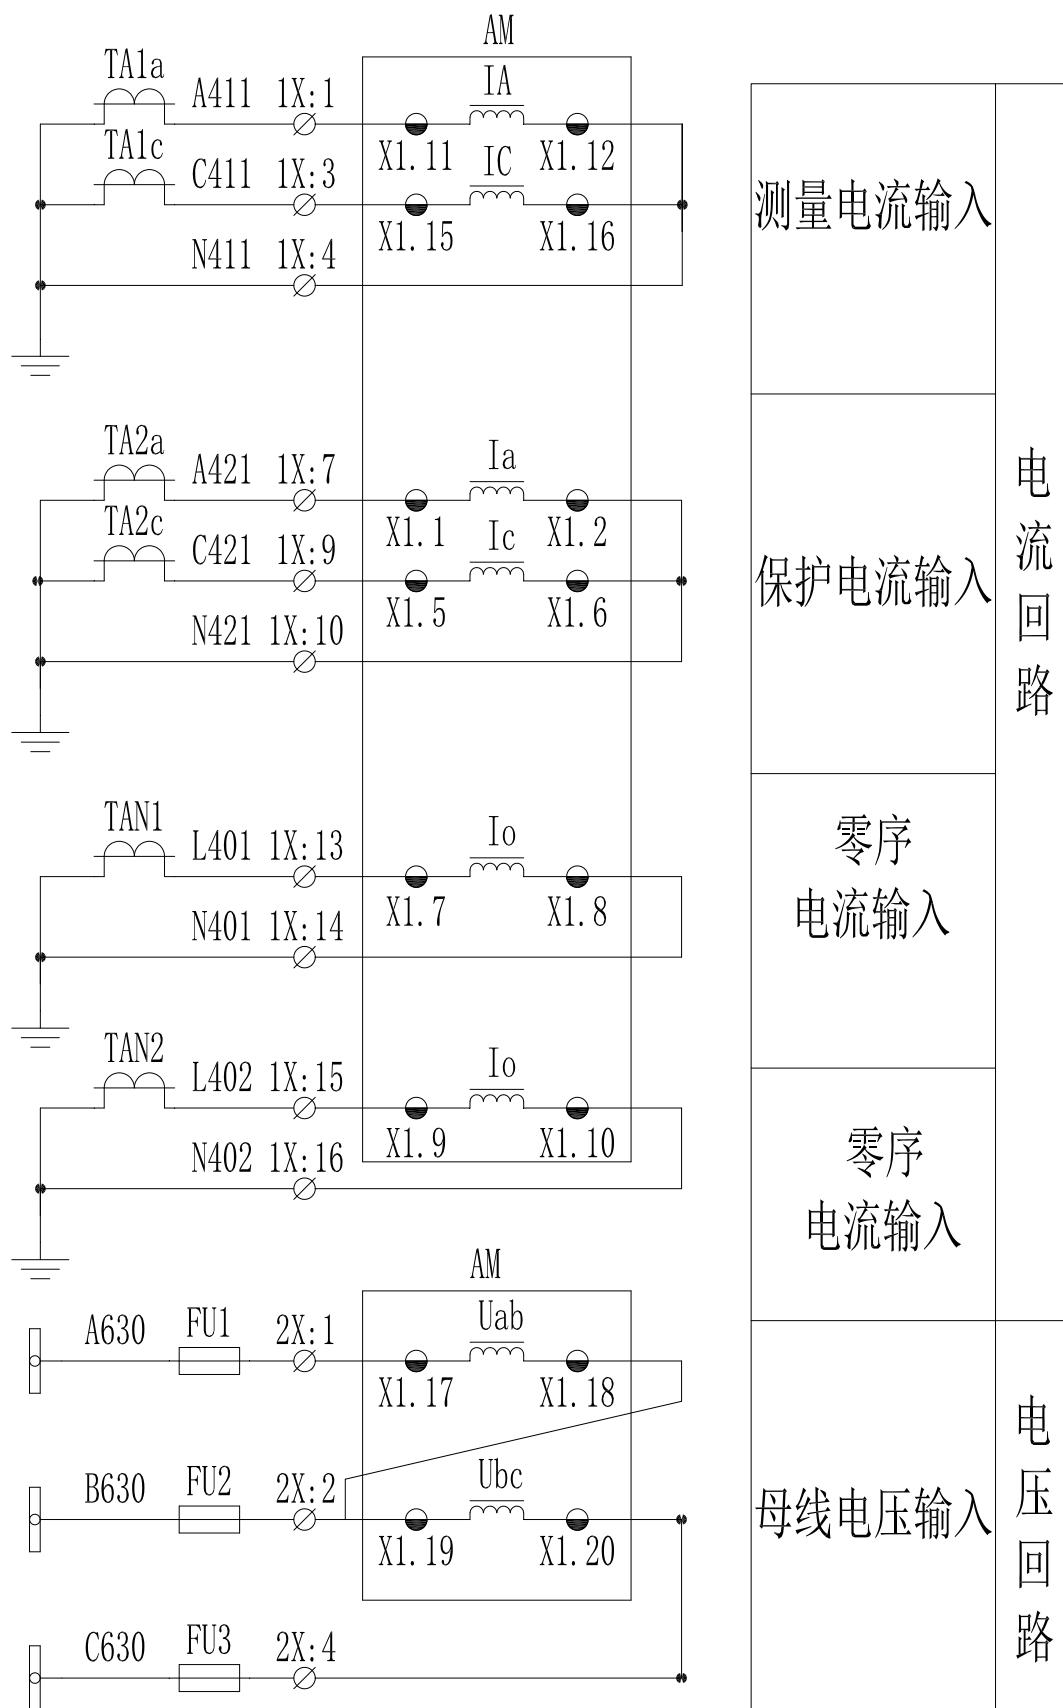 AM
TA1a
A411 1X:1
IA
X1.11
X1.12
TA1c
C411 1X:3
IC
X1.15
X1.16
N411 1X:4
测量电流输入
TA2a
A421 1X:7
Ia
X1.1
X1.2
TA2c
C421 1X:9
Ic
X1.5
X1.6
N421 1X:10
保护电流输入
电流回路
TAN1
L401 1X:13
Io
X1.7
X1.8
N401 1X:14
零序
电流输入
TAN2
L402 1X:15
Io
X1.9
X1.10
N402 1X:16
零序
电流输入
AM
A630
FU1
2X:1
Uab
X1.17
X1.18
B630
FU2
2X:2
Ubc
X1.19
X1.20
C630
FU3
2X:4
母线电压输入
电压回路